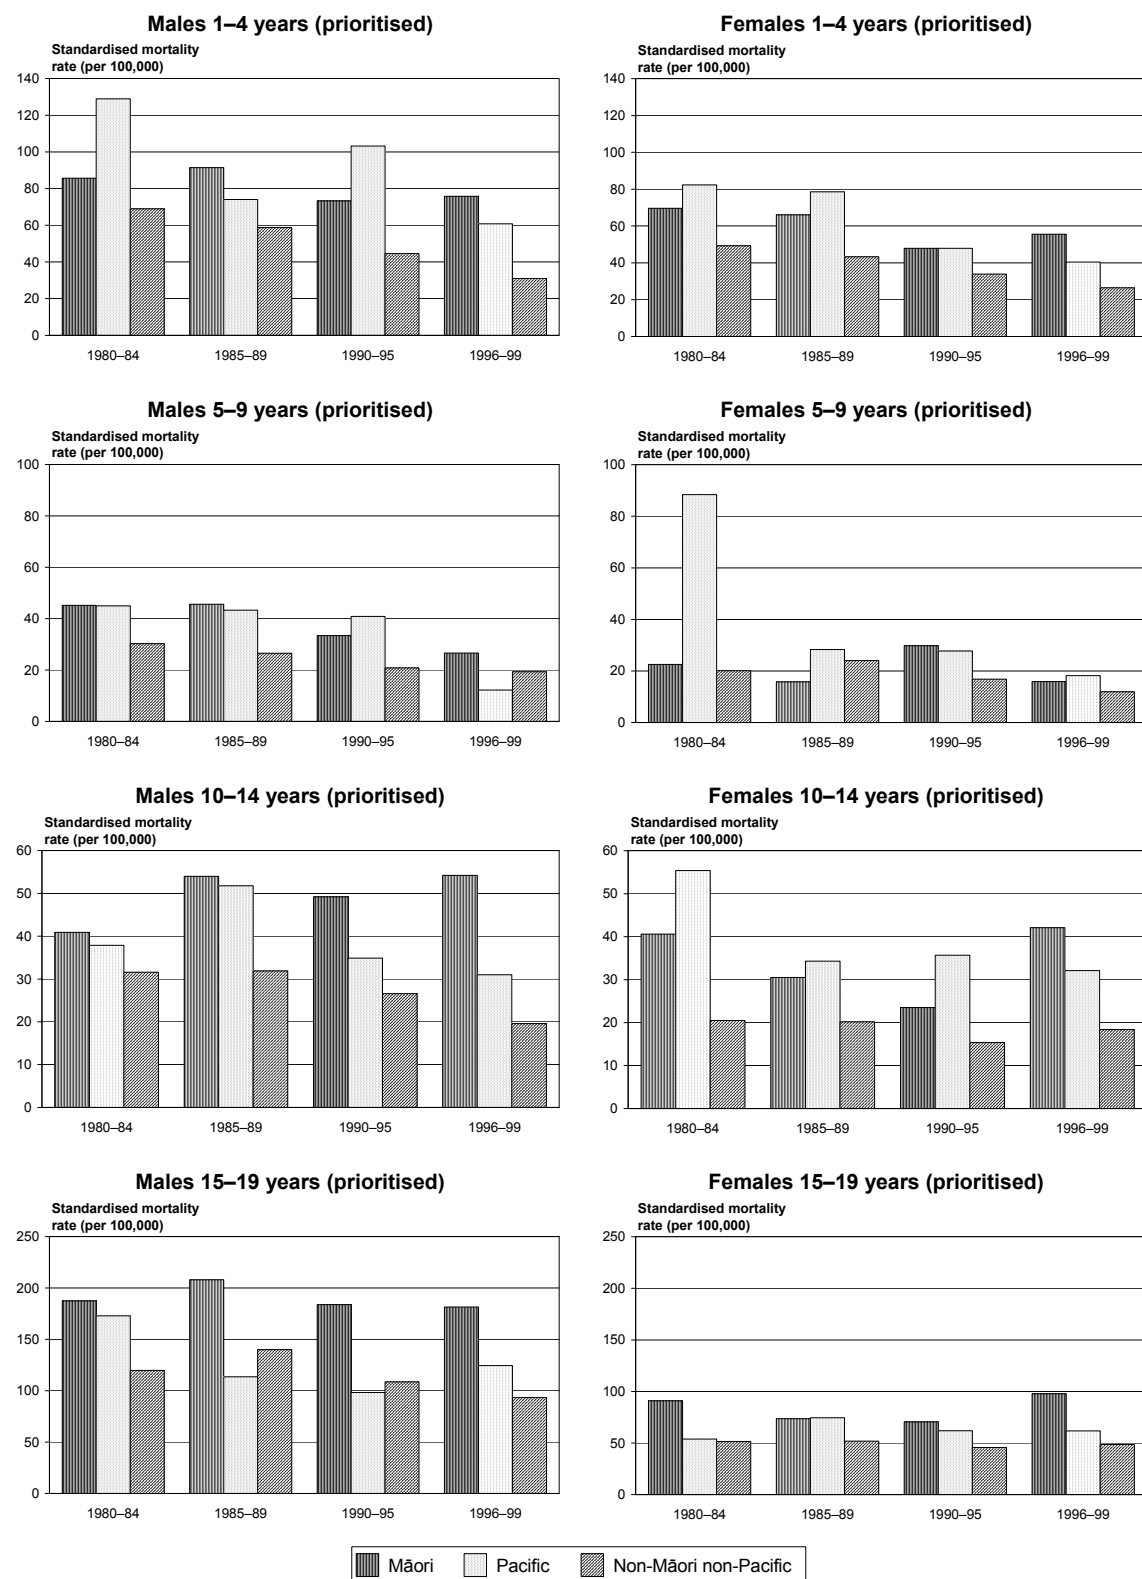 Males 1–4 years (prioritised)
Standardised mortality
rate (per 100,000)
140
120
100
80
60
40
20
0
1980–84 1985–89 1990–95 1996–99
Females 1–4 years (prioritised)
Standardised mortality
rate (per 100,000)
140
120
100
80
60
40
20
0
1980–84 1985–89 1990–95 1996–99
Males 5–9 years (prioritised)
Standardised mortality
rate (per 100,000)
100
80
60
40
20
0
1980–84 1985–89 1990–95 1996–99
Females 5–9 years (prioritised)
Standardised mortality
rate (per 100,000)
100
80
60
40
20
0
1980–84 1985–89 1990–95 1996–99
Males 10–14 years (prioritised)
Standardised mortality
rate (per 100,000)
60
50
40
30
20
10
0
1980–84 1985–89 1990–95 1996–99
Females 10–14 years (prioritised)
Standardised mortality
rate (per 100,000)
60
50
40
30
20
10
0
1980–84 1985–89 1990–95 1996–99
Males 15–19 years (prioritised)
Standardised mortality
rate (per 100,000)
250
200
150
100
50
0
1980–84 1985–89 1990–95 1996–99
Females 15–19 years (prioritised)
Standardised mortality
rate (per 100,000)
250
200
150
100
50
0
1980–84 1985–89 1990–95 1996–99
Māori Pacific Non-Māori non-Pacific